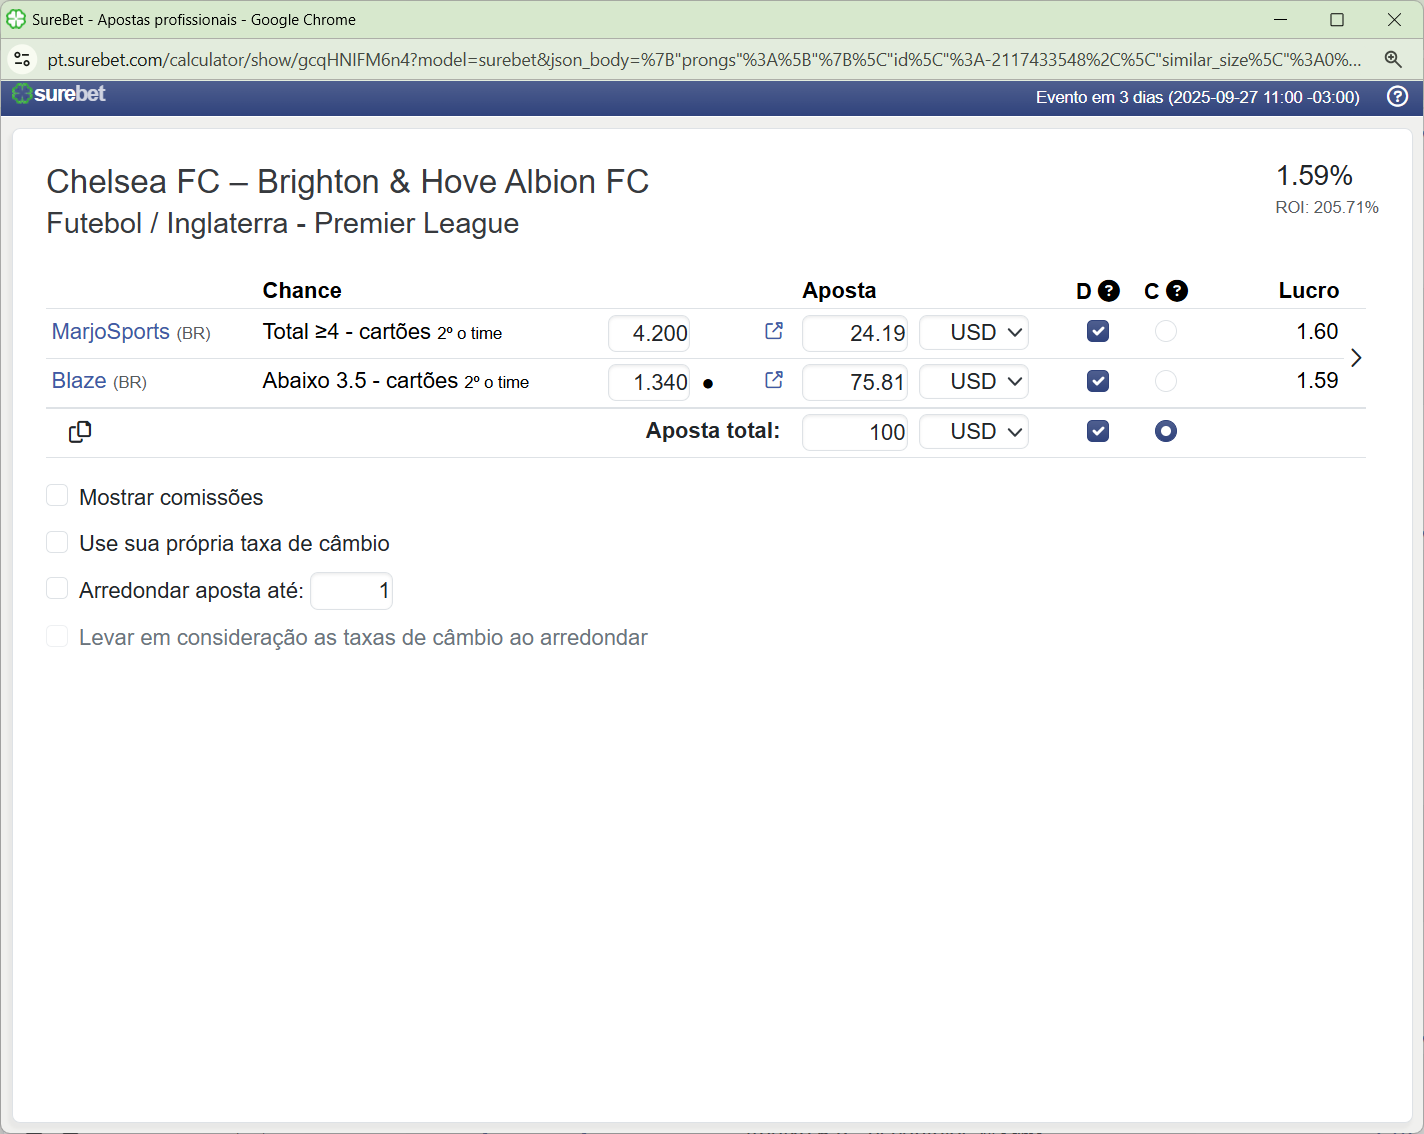 SureBet - Apostas profissionais - Google Chrome
pt.surebet.com/calculator/show/gcqHNIFM6n4?model=surebet&json_body=%7B"prongs"%3A%5B"%7B%5C"id%5C"%3A-2117433548%2C%5C"similar_size%5C"%3A0%...
surebet
Evento em 3 dias (2025-09-27 11:00 -03:00)
Chelsea FC – Brighton & Hove Albion FC
1.59%
Futebol / Inglaterra - Premier League
ROI: 205.71%
Chance Aposta D C Lucro
MarjoSports (BR) Total ≥4 - cartões 2º o time 4.200 24.19 USD 1.60
Blaze (BR) Abaixo 3.5 - cartões 2º o time 1.340 ● 75.81 USD 1.59
Aposta total: 100 USD
Mostrar comissões
Use sua própria taxa de câmbio
Arredondar aposta até: 1
Levar em consideração as taxas de câmbio ao arredondar